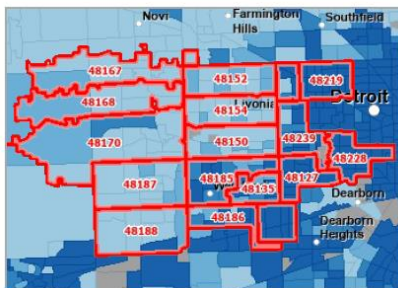 Novi
Farmington
Hills
Southfield
48167
48152
48219
48168
48154
Livonia
Detroit
48170
48150
48239
48228
48187
48185
48135
48127
Dearborn
48186
48188
Dearborn
Heights